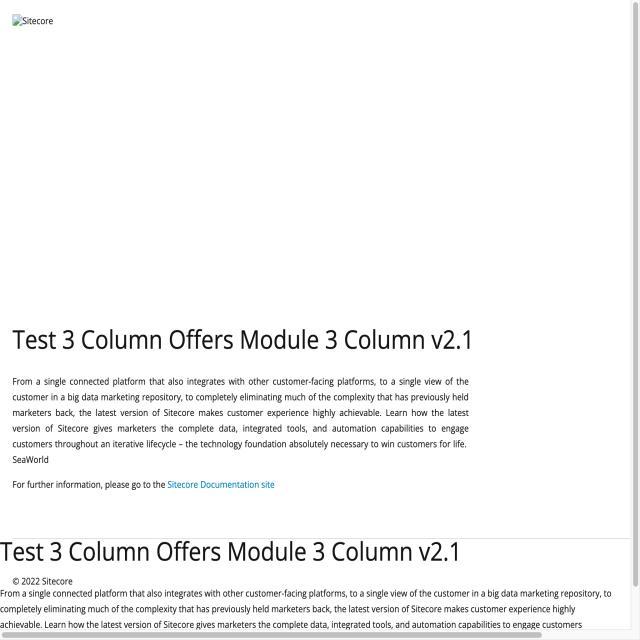 Sitecore
Test 3 Column Offers Module 3 Column v2.1
From a single connected platform that also integrates with other customer-facing platforms, to a single view of the
customer in a big data marketing repository, to completely eliminating much of the complexity that has previously held
marketers back, the latest version of Sitecore makes customer experience highly achievable. Learn how the latest
version of Sitecore gives marketers the complete data, integrated tools, and automation capabilities to engage
customers throughout an iterative lifecycle – the technology foundation absolutely necessary to win customers for life.
SeaWorld
For further information, please go to the Sitecore Documentation site
Test 3 Column Offers Module 3 Column v2.1
© 2022 Sitecore
From a single connected platform that also integrates with other customer-facing platforms, to a single view of the customer in a big data marketing repository, to
completely eliminating much of the complexity that has previously held marketers back, the latest version of Sitecore makes customer experience highly
achievable. Learn how the latest version of Sitecore gives marketers the complete data, integrated tools, and automation capabilities to engage customers